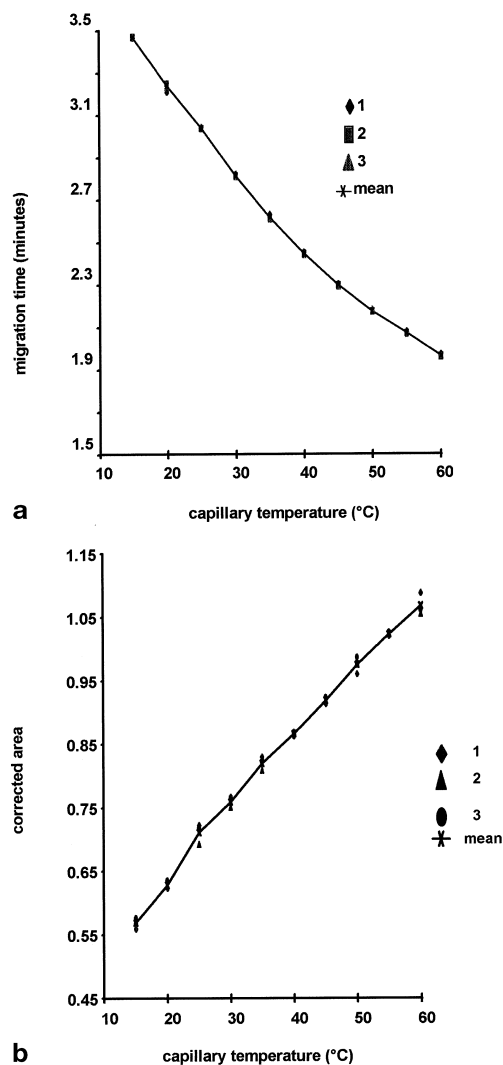 3.5
3.1
2.7
2.3
1.9
1.5
migration time (minutes)
1
2
3
mean
10 20 30 40 50 60
capillary temperature (°C)
a
1.15
1.05
0.95
0.85
0.75
0.65
0.55
0.45
corrected area
1
2
3
mean
10 20 30 40 50 60
capillary temperature (°C)
b